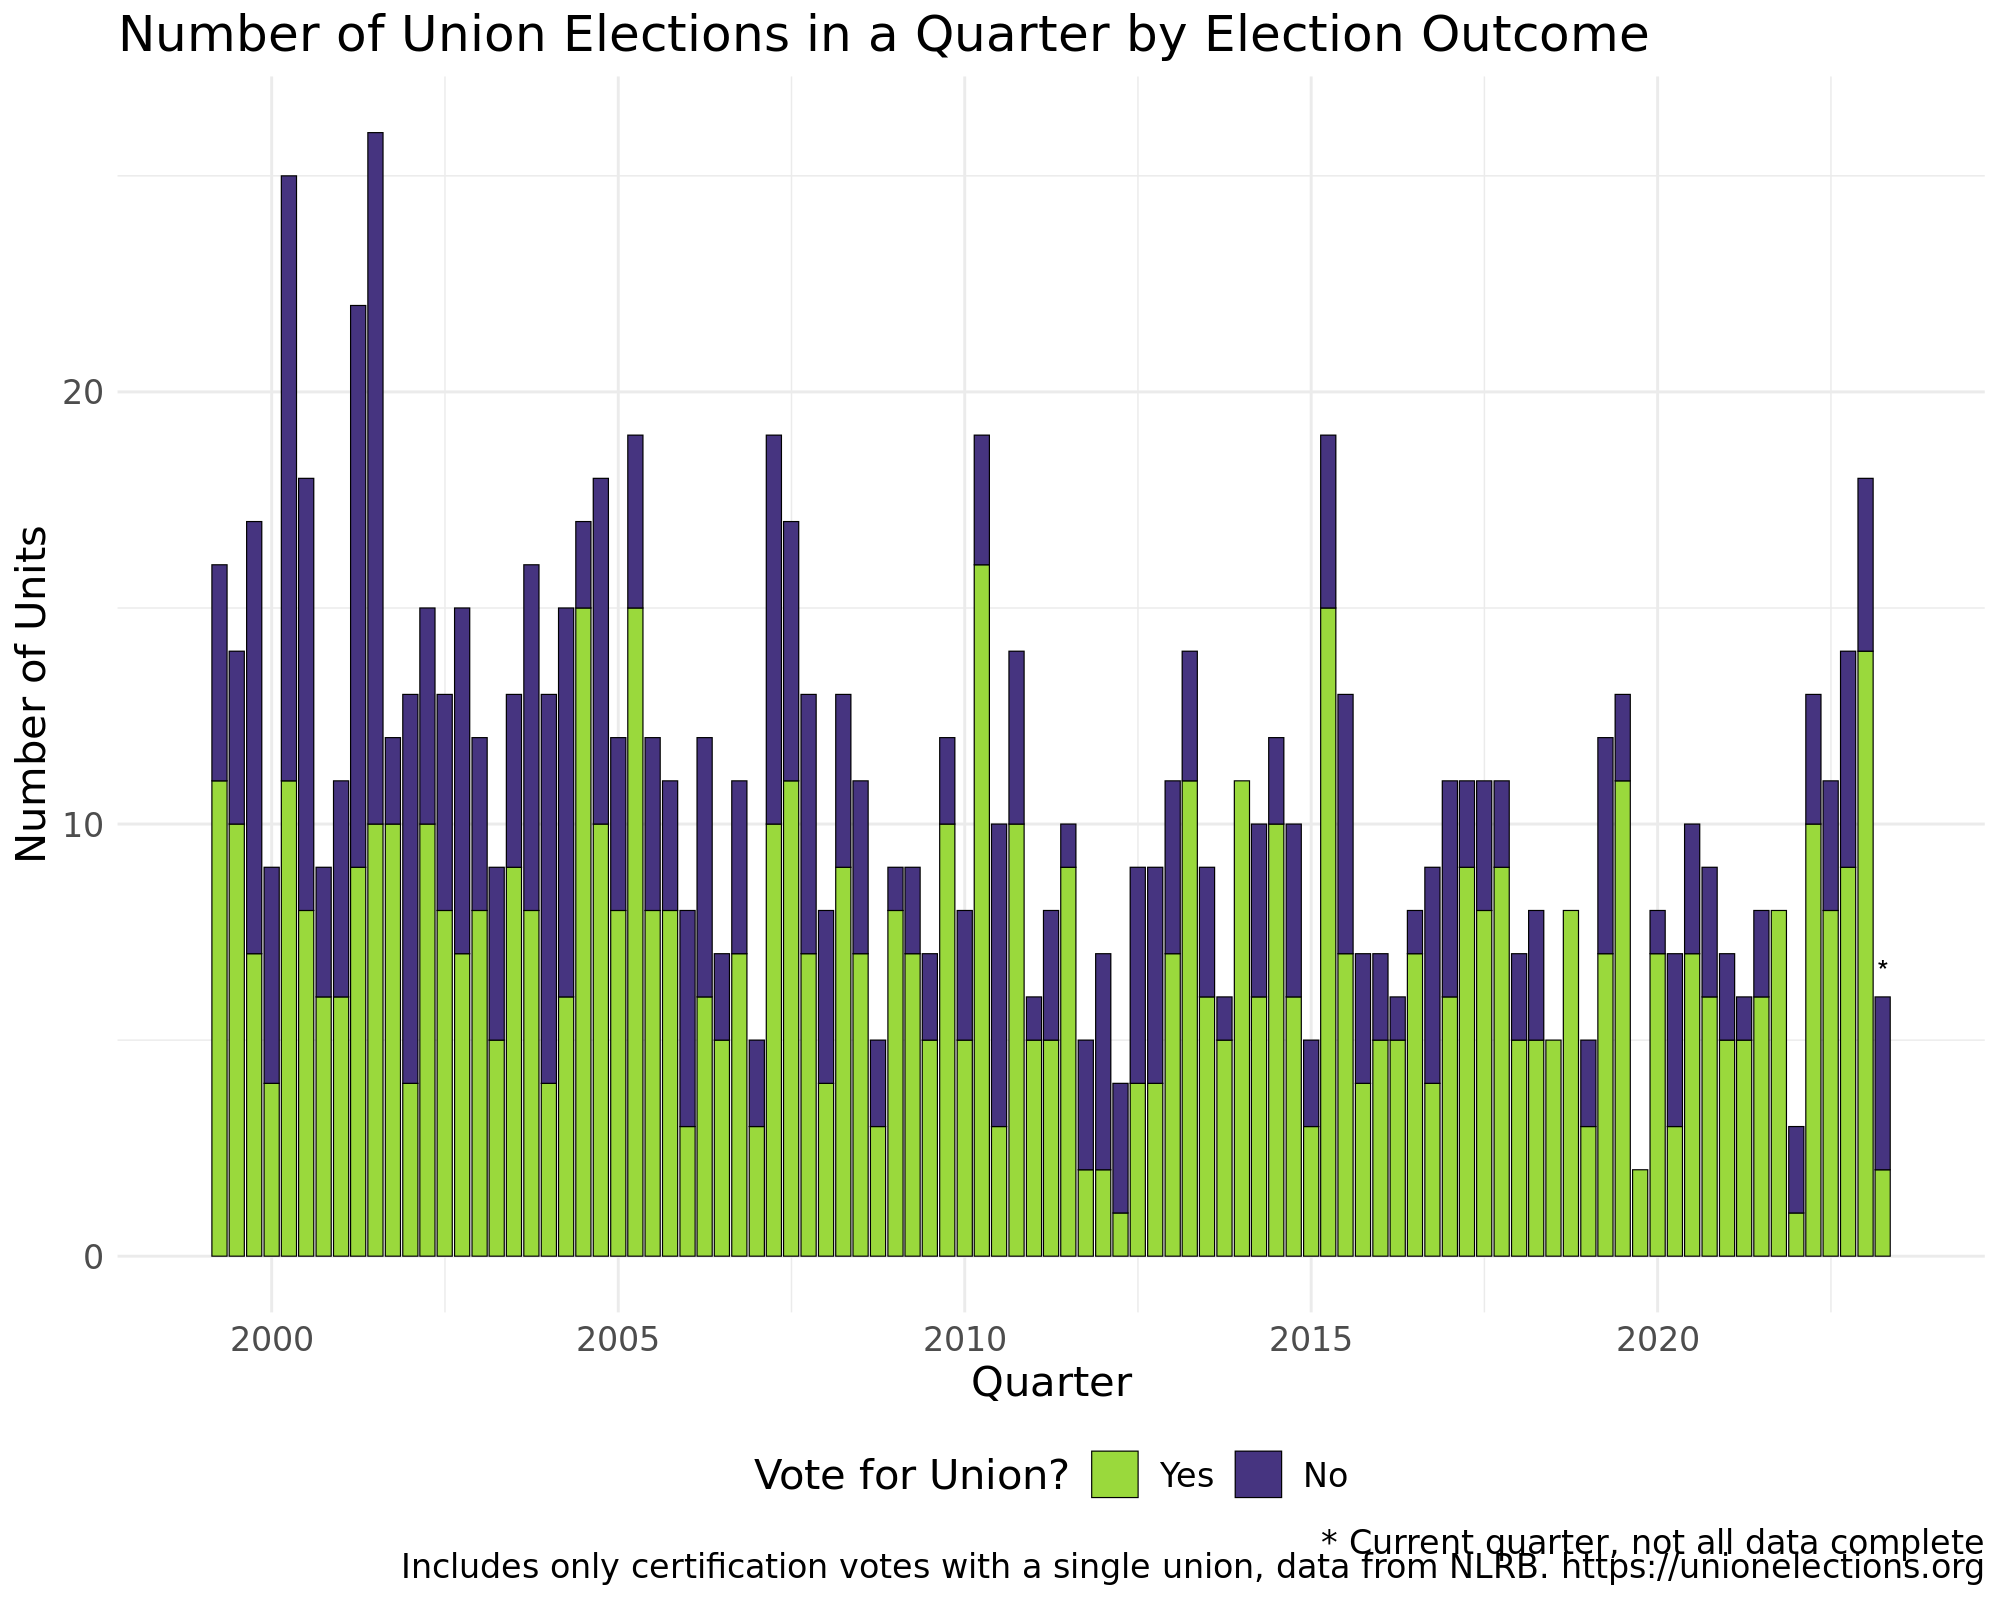 Number of Union Elections in a Quarter by Election Outcome
Number of Units
20
10
0
*
2000 2005 2010 2015 2020
Quarter
Vote for Union? Yes No
* Current quarter, not all data complete
Includes only certification votes with a single union, data from NLRB. https://unionelections.org